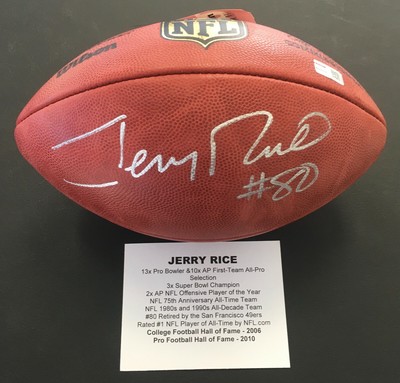 NFL
Wilson
Jerry Rice
#80
JERRY RICE
13x Pro Bowler &10x AP First-Team All-Pro
Selection
3x Super Bowl Champion
2x AP NFL Offensive Player of the Year
NFL 75th Anniversary All-Time Team
NFL 1980s and 1990s All-Decade Team
#80 Retired by the San Francisco 49ers
Rated #1 NFL Player of All-Time by NFL.com
College Football Hall of Fame - 2006
Pro Football Hall of Fame - 2010